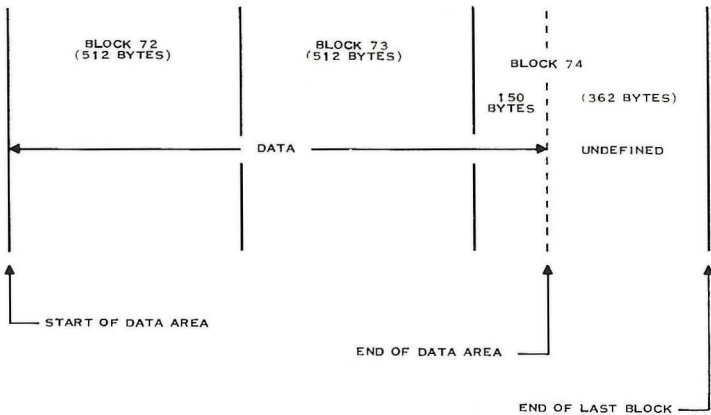 BLOCK 72
(512 BYTES)
BLOCK 73
(512 BYTES)
BLOCK 74
150
BYTES
(362 BYTES)
DATA
UNDEFINED
START OF DATA AREA
END OF DATA AREA
END OF LAST BLOCK